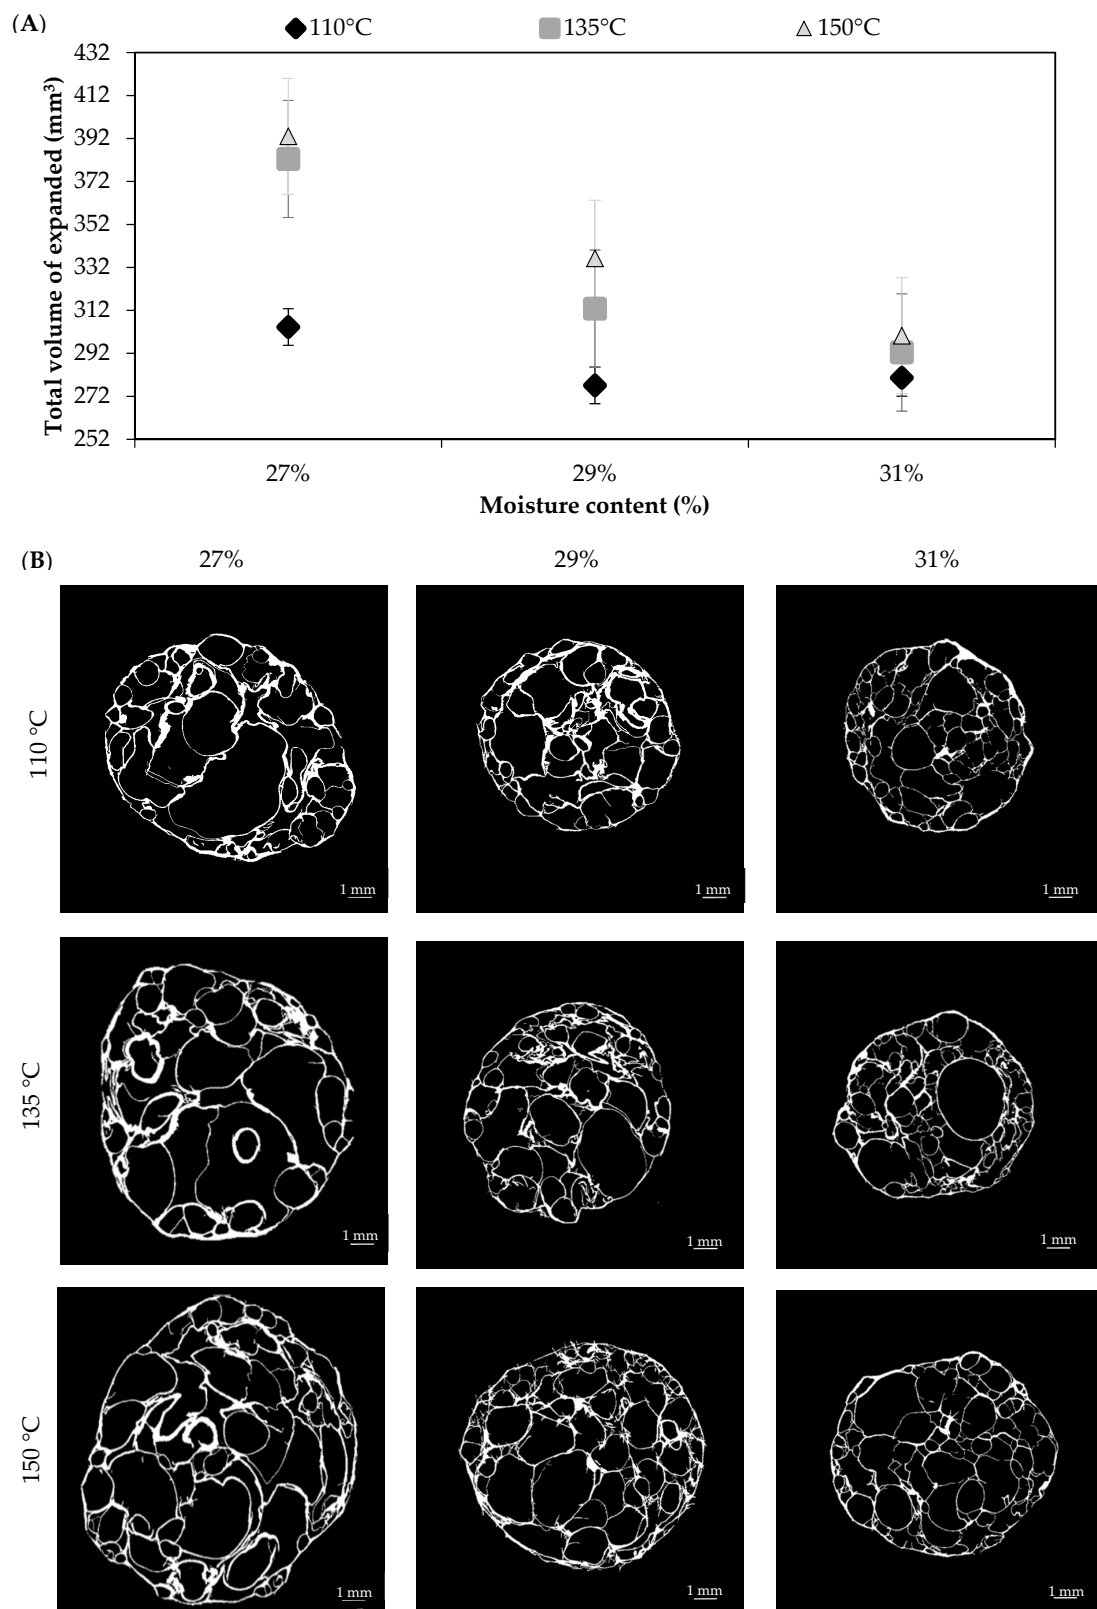 (A)
110°C 135°C 150°C
Total volume of expanded (mm³)
432
412
392
372
352
332
312
292
272
252
27% 29% 31%
Moisture content (%)
(B) 27% 29% 31%
110 °C
1 mm 1 mm 1 mm
135 °C
1 mm 1 mm 1 mm
150 °C
1 mm 1 mm 1 mm